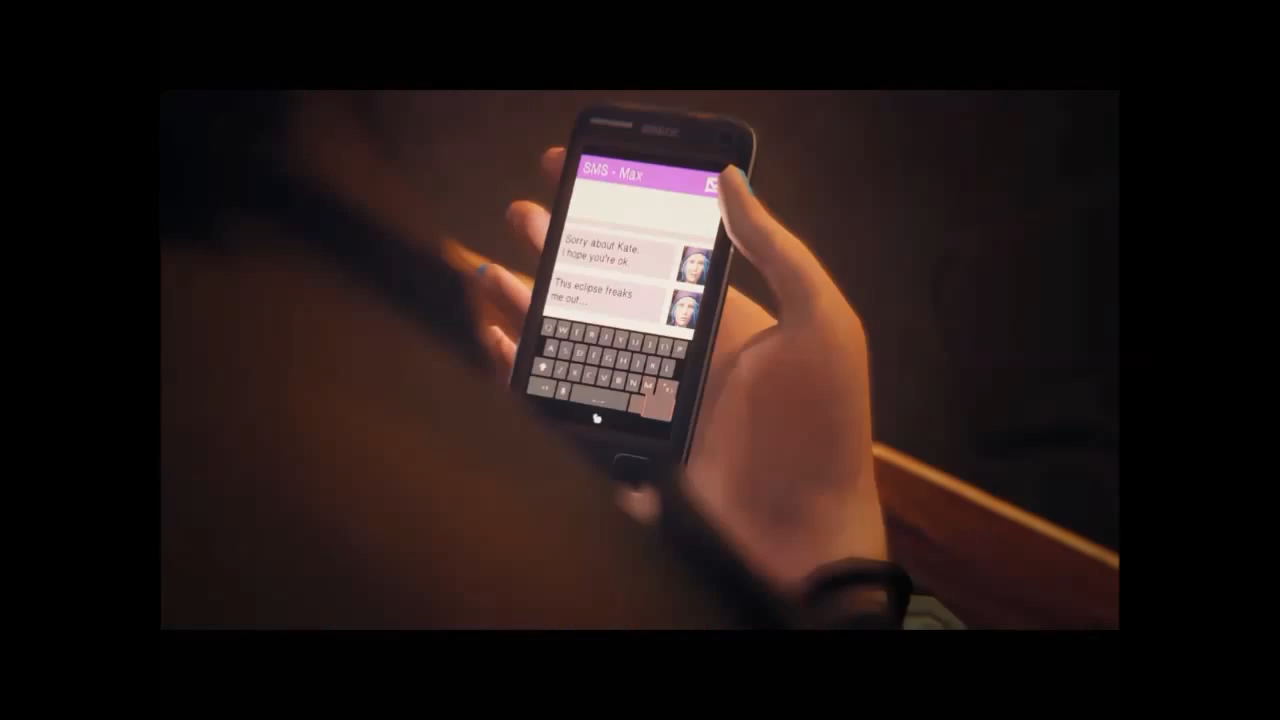 SMS - Max
Sorry about Kate.
I hope you're ok
This eclipse freaks
me out...
Q W E R T Y U I O P
A S D F G H J K L
Z X C V B N M